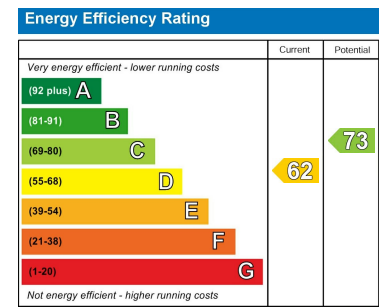 Energy Efficiency Rating
Current Potential
Very energy efficient - lower running costs
(92 plus) A
(81-91) B
(69-80) C
73
(55-68) D
62
(39-54) E
(21-38) F
(1-20) G
Not energy efficient - higher running costs